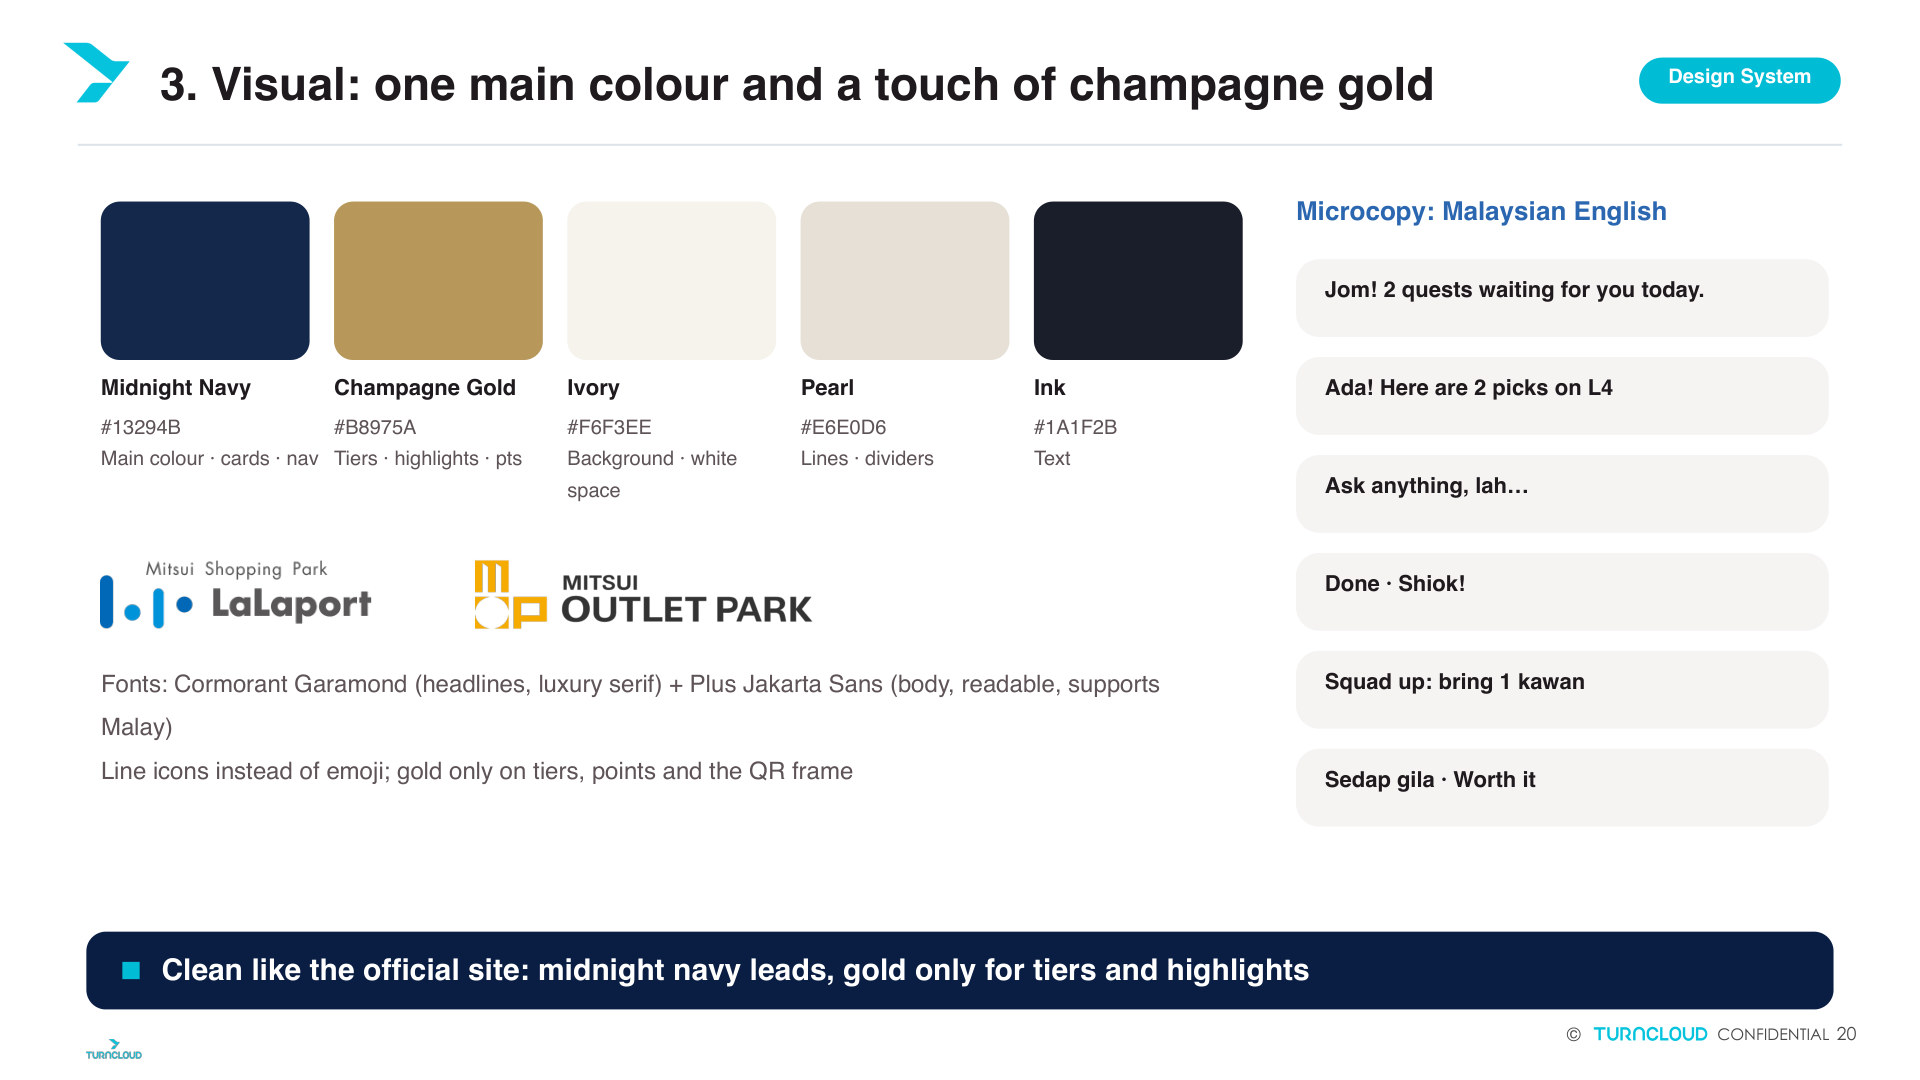 3. Visual: one main colour and a touch of champagne gold
Design System
Midnight Navy
#13294B
Main colour · cards · nav
Champagne Gold
#B8975A
Tiers · highlights · pts
Ivory
#F6F3EE
Background · white
space
Pearl
#E6E0D6
Lines · dividers
Ink
#1A1F2B
Text
Mitsui Shopping Park
LaLaport
mop
MITSUI
OUTLET PARK
Fonts: Cormorant Garamond (headlines, luxury serif) + Plus Jakarta Sans (body, readable, supports
Malay)
Line icons instead of emoji; gold only on tiers, points and the QR frame
Microcopy: Malaysian English
Jom! 2 quests waiting for you today.
Ada! Here are 2 picks on L4
Ask anything, lah…
Done · Shiok!
Squad up: bring 1 kawan
Sedap gila · Worth it
Clean like the official site: midnight navy leads, gold only for tiers and highlights
TURNCLOUD
© TURNCLOUD CONFIDENTIAL 20